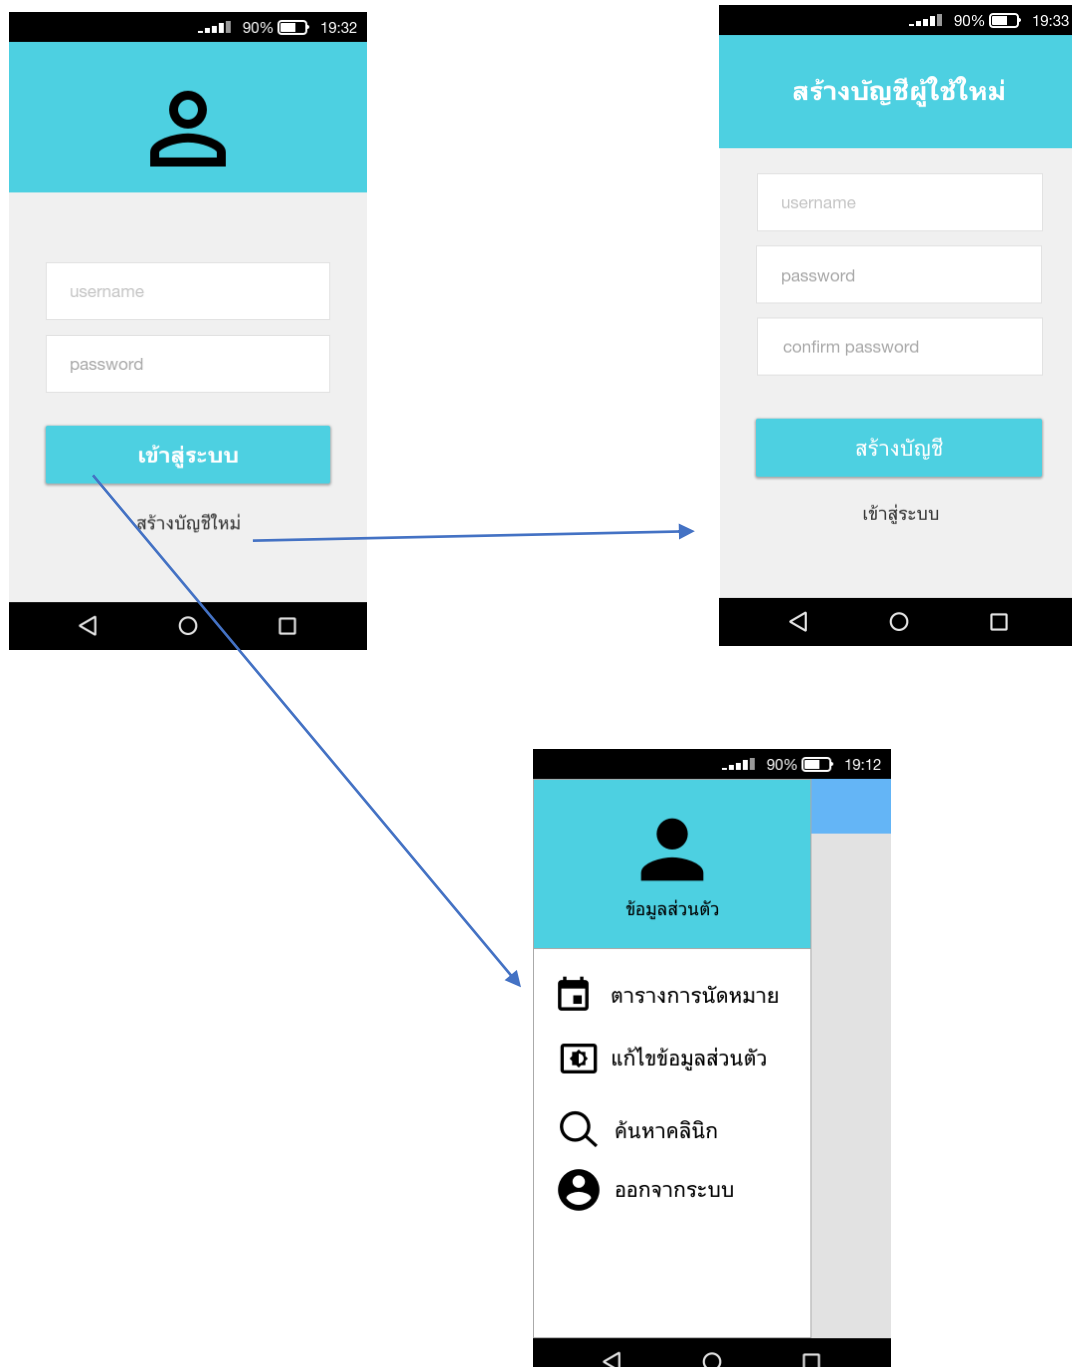 90% 19:32
username
password
เข้าสู่ระบบ
สร้างบัญชีใหม่
90% 19:33
สร้างบัญชีผู้ใช้ใหม่
username
password
confirm password
สร้างบัญชี
เข้าสู่ระบบ
90% 19:12
ข้อมูลส่วนตัว
ตารางการนัดหมาย
แก้ไขข้อมูลส่วนตัว
ค้นหาคลินิก
ออกจากระบบ